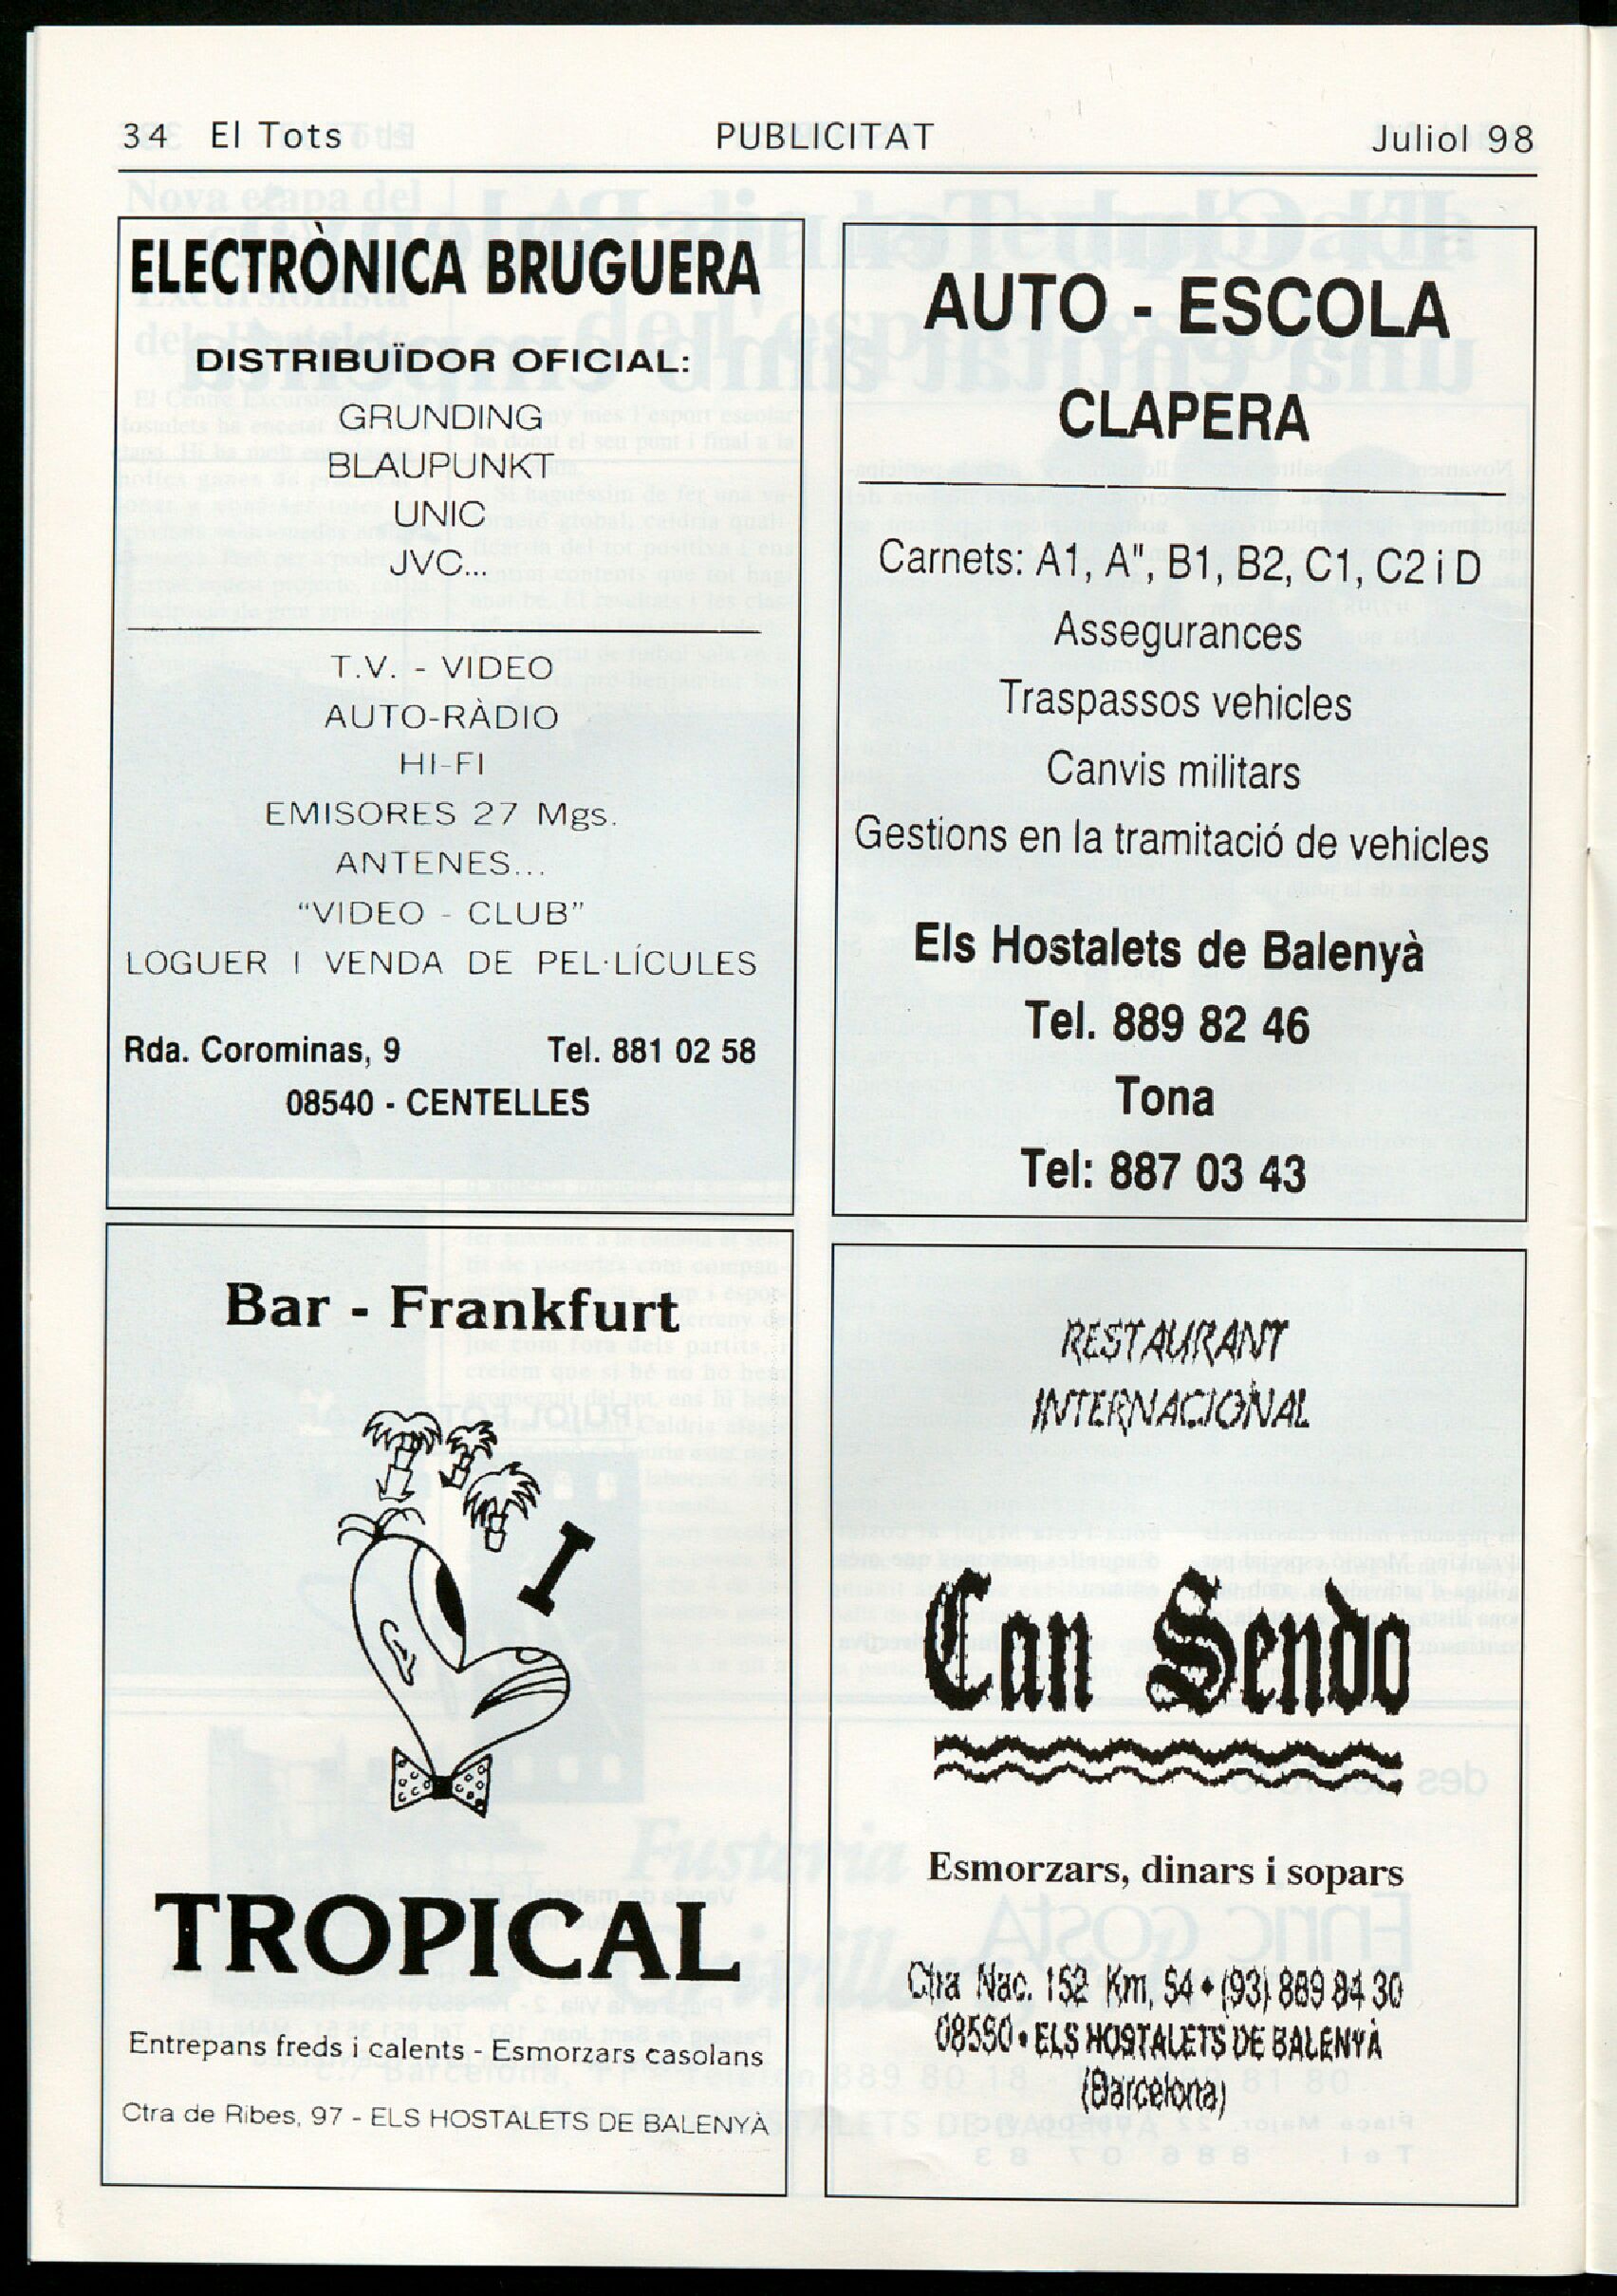 34 El Tots
PUBLICITAT
Juliol 98
ELECTRÒNICA BRUGUERA
DISTRIBUÏDOR OFICIAL:
GRUNDING
BLAUPUNKT
UNIC
JVC...
T.V. - VIDEO
AUTO-RÀDIO
HI-FI
EMISORES 27 Mgs.
ANTENES...
“VIDEO - CLUB”
LOGUER I VENDA DE PEL·LÍCULES
Rda. Corominas, 9 Tel. 881 02 58
08540 - CENTELLES
AUTO - ESCOLA
CLAPERA
Carnets: A1, A", B1, B2, C1, C2 i D
Assegurances
Traspassos vehicles
Canvis militars
Gestions en la tramitació de vehicles
Els Hostalets de Balenyà
Tel. 889 82 46
Tona
Tel: 887 03 43
Bar - Frankfurt
I
TROPICAL
Entrepans freds i calents - Esmorzars casolans
Ctra de Ribes, 97 - ELS HOSTALETS DE BALENYÀ
RESTAURANT
INTERNACIONAL
Can Sendo
Esmorzars, dinars i sopars
Ctra Nac. 152 Km, 54 • (93) 889 84 30
08550 • ELS HOSTALETS DE BALENYÀ
(Barcelona)